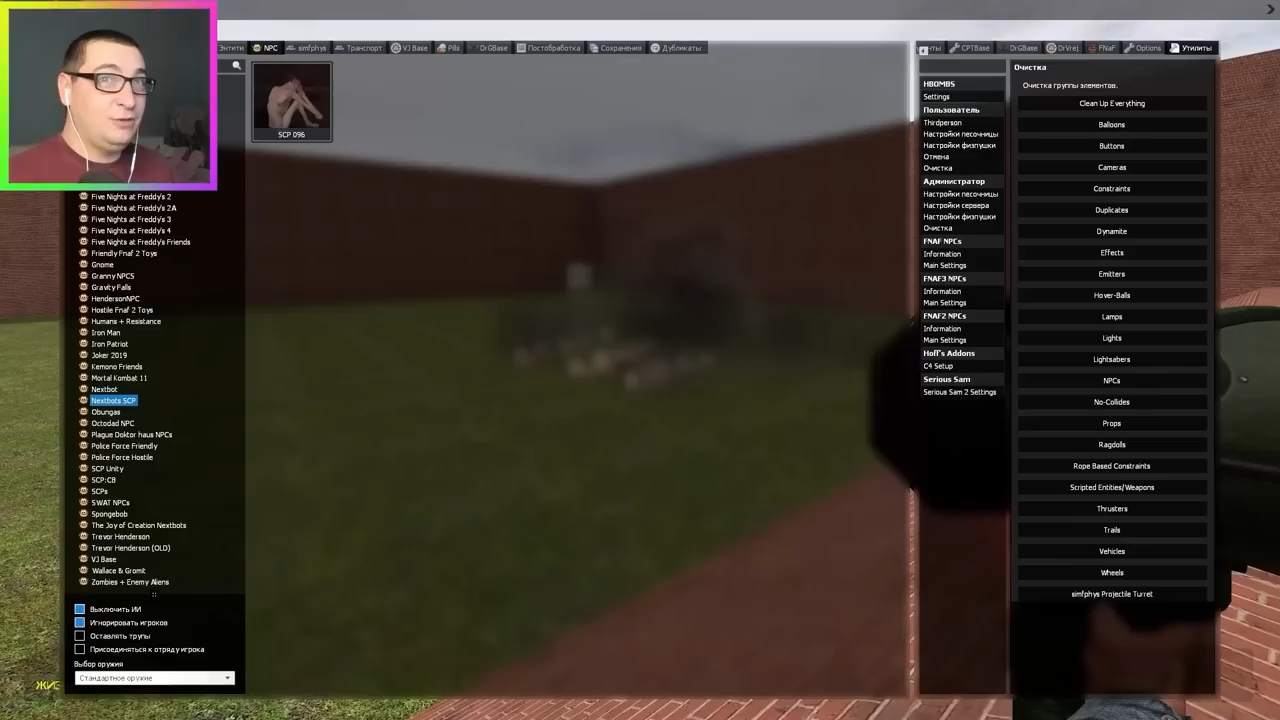 Энтити
NPC
simfphys
Транспорт
VJ Base
Pills
DrGBase
Постобработка
Сохранения
Дубликаты
SCP 096
Five Nights at Freddy's 2
Five Nights at Freddy's 2A
Five Nights at Freddy's 3
Five Nights at Freddy's 4
Five Nights at Freddy's Friends
Friendly Fnaf 2 Toys
Gnome
Granny NPCS
Gravity Falls
HendersonNPC
Hostile Fnaf 2 Toys
Humans + Resistance
Iron Man
Iron Patriot
Joker 2019
Kemono Friends
Mortal Kombat 11
Nextbot
Nextbots SCP
Obungas
Octodad NPC
Plague Doktor haus NPCs
Police Force Friendly
Police Force Hostile
SCP Unity
SCP:CB
SCPs
SWAT NPCs
Spongebob
The Joy of Creation Nextbots
Trevor Henderson
Trevor Henderson (OLD)
VJ Base
Wallace & Gromit
Zombies + Enemy Aliens
Выключить ИИ
Игнорировать игроков
Оставлять трупы
Присоединяться к отряду игрока
Выбор оружия
Стандартное оружие
CPTBase
DrGBase
DrVrej
FNaF
Options
Утилиты
HBOMBS
Settings
Пользователь
Thirdperson
Настройки песочницы
Настройки физпушки
Отмена
Очистка
Администратор
Настройки песочницы
Настройки сервера
Настройки физпушки
Очистка
FNAF NPCs
Information
Main Settings
FNAF3 NPCs
Information
Main Settings
FNAF2 NPCs
Information
Main Settings
Hoff's Addons
C4 Setup
Serious Sam
Serious Sam 2 Settings
Очистка
Очистка группы элементов.
Clean Up Everything
Balloons
Buttons
Cameras
Constraints
Duplicates
Dynamite
Effects
Emitters
Hover-Balls
Lamps
Lights
Lightsabers
NPCs
No-Collides
Props
Ragdolls
Rope Based Constraints
Scripted Entities/Weapons
Thrusters
Trails
Vehicles
Wheels
simfphys Projectile Turret